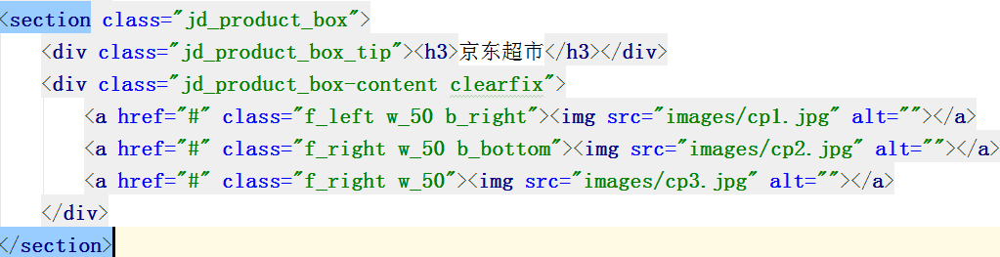 <section class="jd_product_box">
<div class="jd_product_box_tip"><h3>京东超市</h3></div>
<div class="jd_product_box-content clearfix">
<a href="#" class="f_left w_50 b_right"><img src="images/cp1.jpg" alt=""></a>
<a href="#" class="f_right w_50 b_bottom"><img src="images/cp2.jpg" alt=""></a>
<a href="#" class="f_right w_50"><img src="images/cp3.jpg" alt=""></a>
</div>
</section>